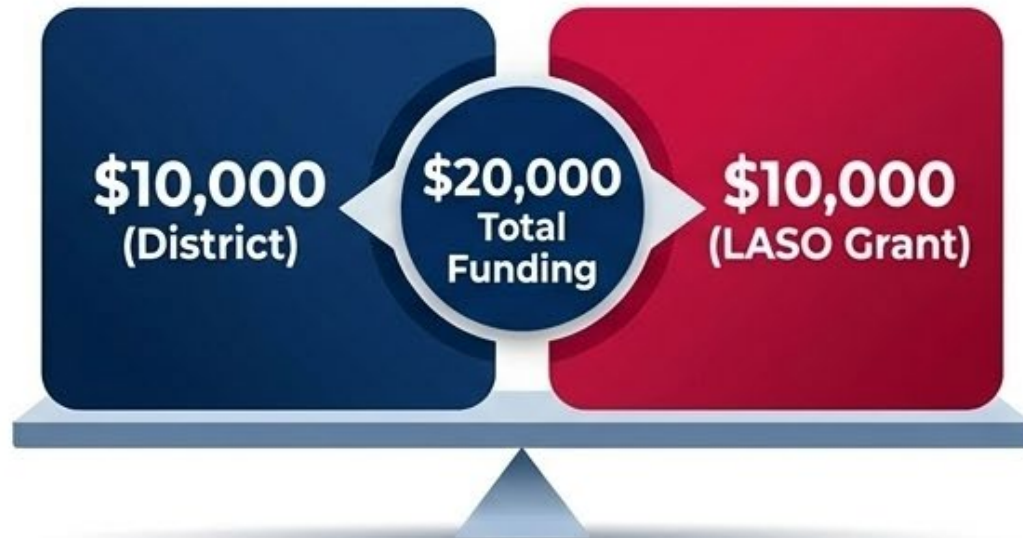 $10,000
(District)
$20,000
Total
Funding
$10,000
(LASO Grant)